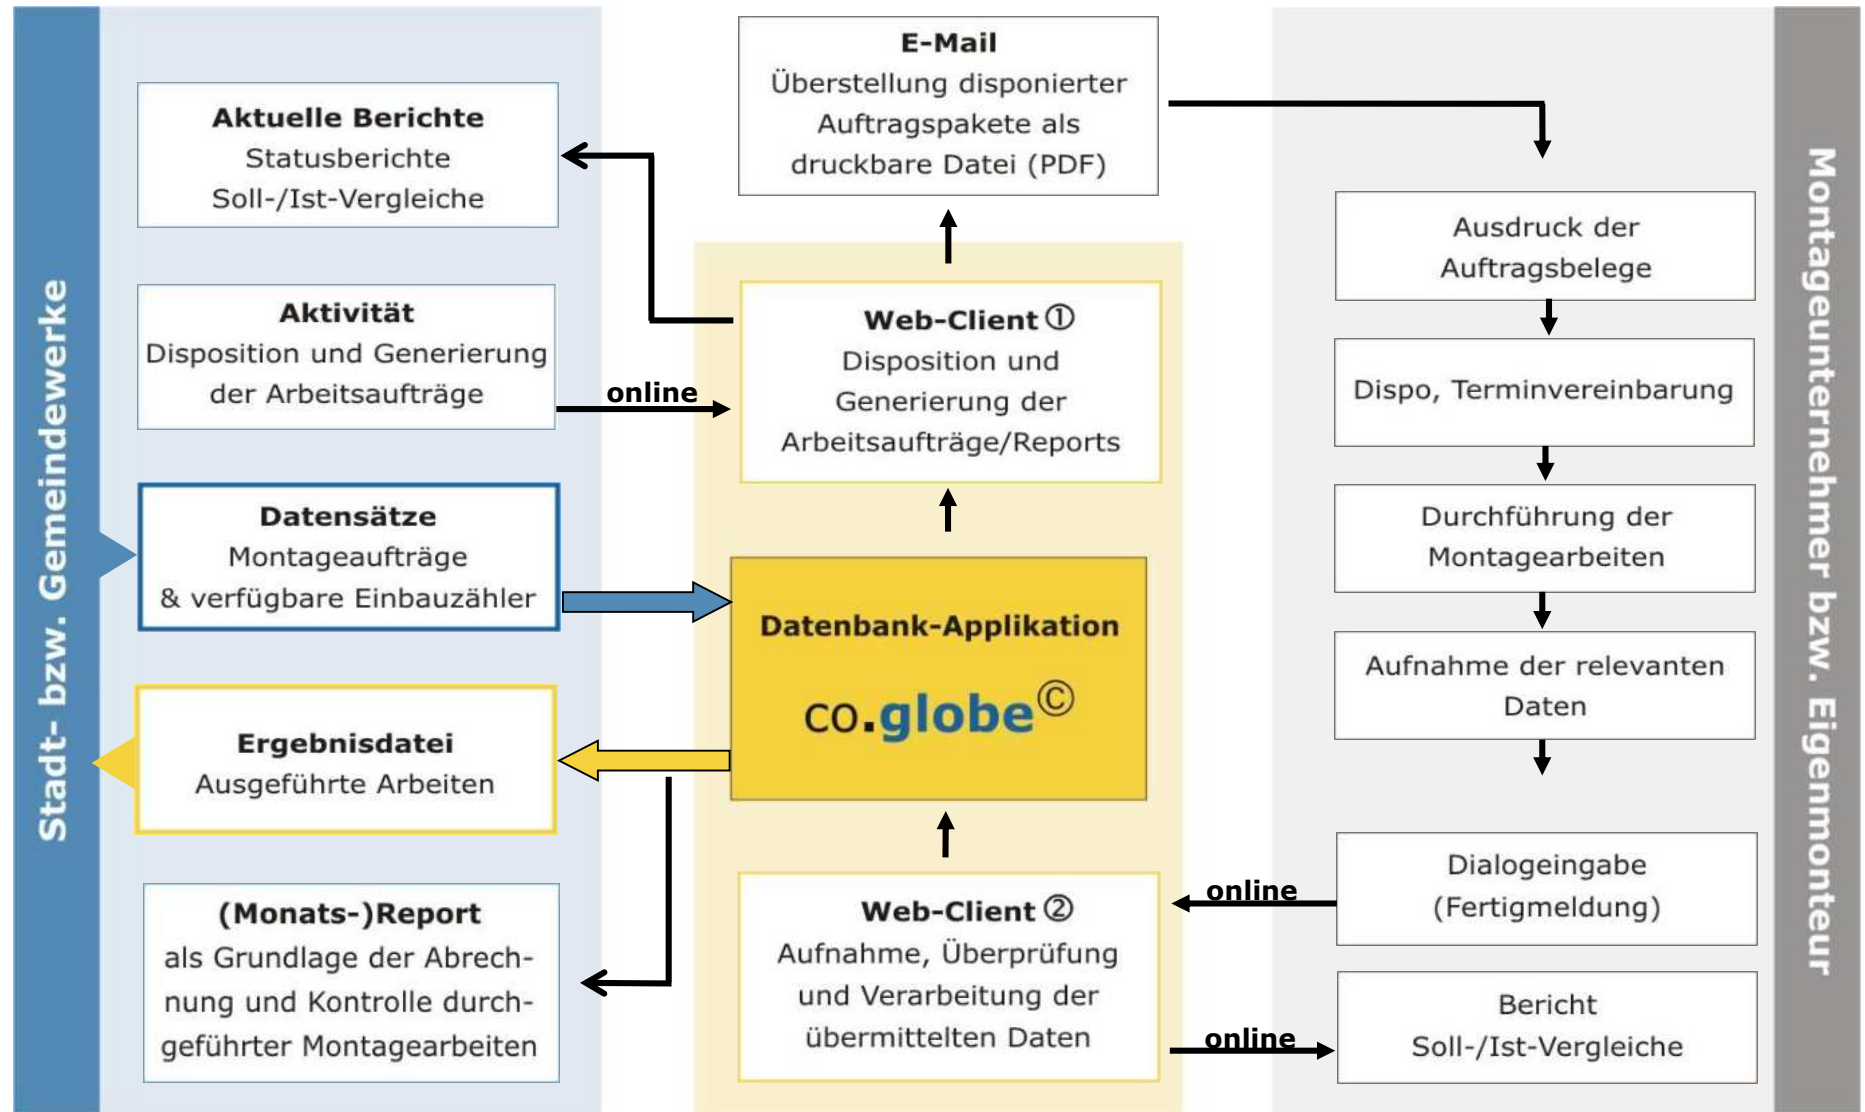 Stadt- bzw. Gemeindewerke
Aktuelle Berichte
Statusberichte
Soll-/Ist-Vergleiche
Aktivität
Disposition und Generierung
der Arbeitsaufträge
online
Datensätze
Montageaufträge
& verfügbare Einbauzähler
Ergebnisdatei
Ausgeführte Arbeiten
(Monats-)Report
als Grundlage der Abrech-
nung und Kontrolle durch-
geführter Montagearbeiten
E-Mail
Überstellung disponierter
Auftragspakete als
druckbare Datei (PDF)
Web-Client ①
Disposition und
Generierung der
Arbeitsaufträge/Reports
Datenbank-Applikation
co.globe©
Web-Client ②
Aufnahme, Überprüfung
und Verarbeitung der
übermittelten Daten
online
online
Ausdruck der
Auftragsbelege
Dispo, Terminvereinbarung
Durchführung der
Montagearbeiten
Aufnahme der relevanten
Daten
Dialogeingabe
(Fertigmeldung)
Bericht
Soll-/Ist-Vergleiche
Montageunternehmer bzw. Eigenmonteur